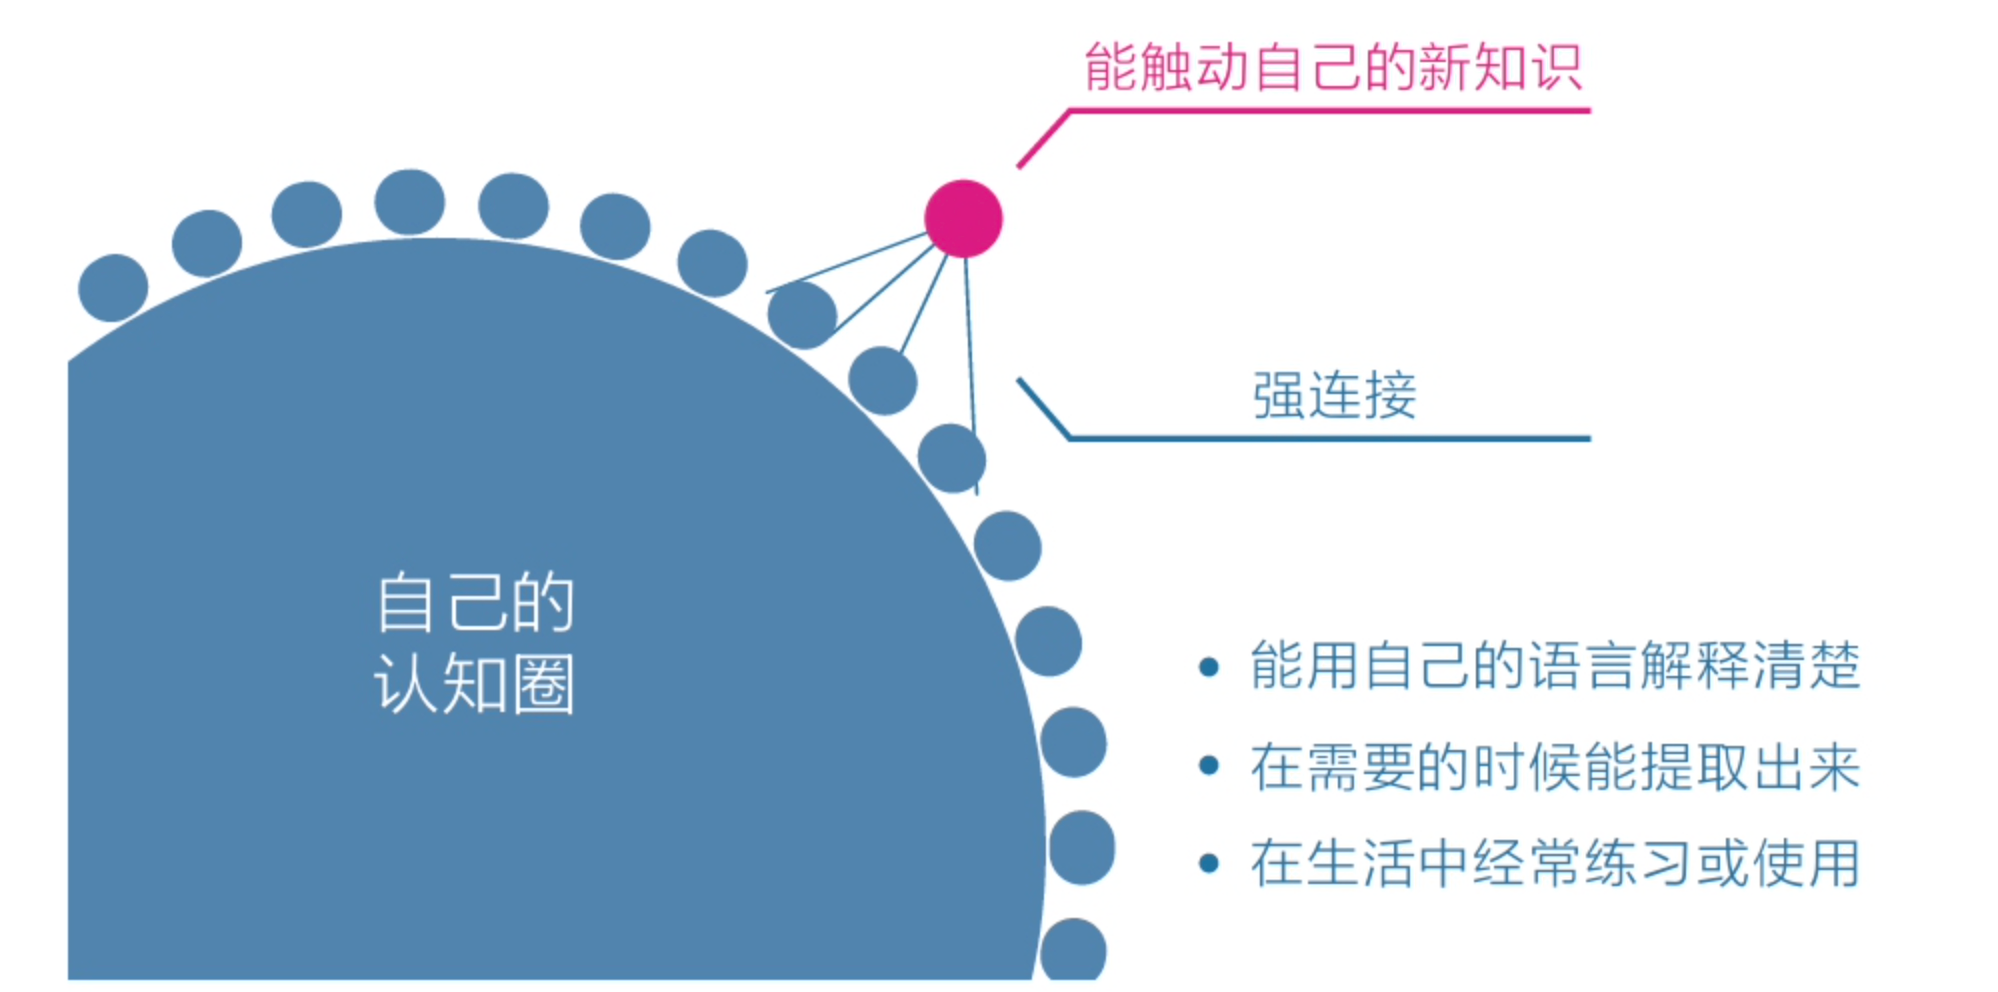 能触动自己的新知识
强连接
自己的
认知圈
能用自己的语言解释清楚
在需要的时候能提取出来
在生活中经常练习或使用